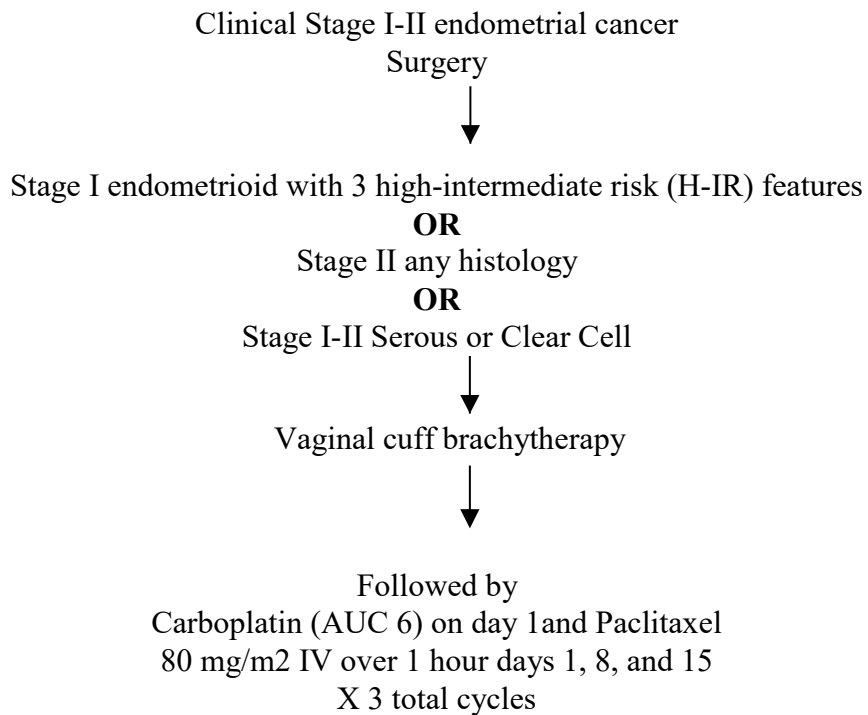 Clinical Stage I-II endometrial cancer
Surgery
Stage I endometrioid with 3 high-intermediate risk (H-IR) features
OR
Stage II any histology
OR
Stage I-II Serous or Clear Cell
Vaginal cuff brachytherapy
Followed by
Carboplatin (AUC 6) on day 1and Paclitaxel
80 mg/m2 IV over 1 hour days 1, 8, and 15
X 3 total cycles